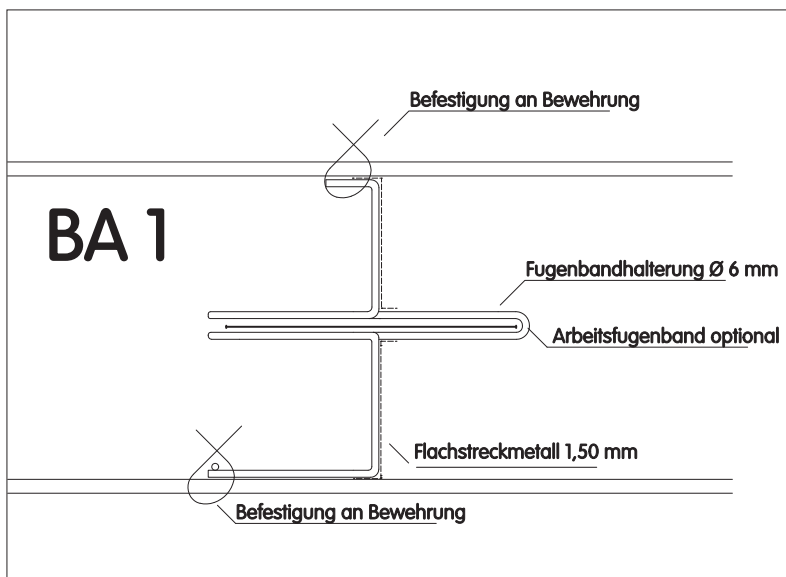 Befestigung an Bewehrung
BA 1
Fugenbandhalterung Ø 6 mm
Arbeitsfugenband optional
Flachstreckmetall 1,50 mm
Befestigung an Bewehrung